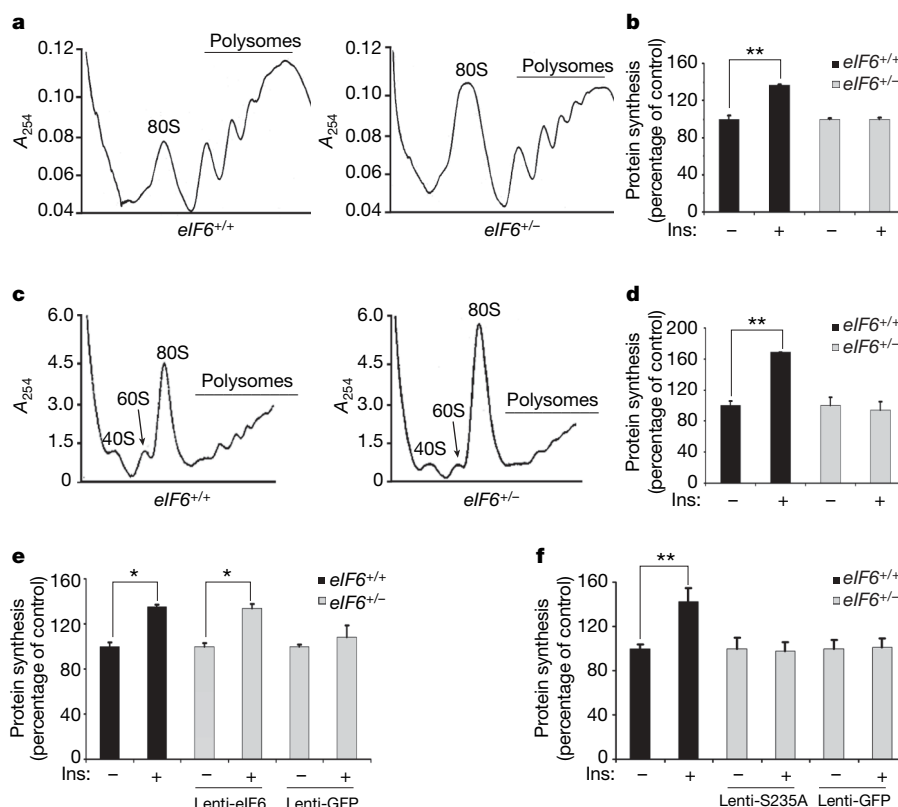 a
0.12
0.10
0.08
0.06
0.04
A254
80S
Polysomes
eIF6+/+
0.12
0.10
0.08
0.06
0.04
A254
80S
Polysomes
eIF6+/–
b
Protein synthesis
(percentage of control)
160
120
80
40
0
**
eIF6+/+
eIF6+/–
Ins: – + – +
c
6.0
4.5
3.0
1.5
0
A254
40S
60S
80S
Polysomes
eIF6+/+
6.0
4.5
3.0
1.5
0
A254
40S
60S
80S
Polysomes
eIF6+/–
d
Protein synthesis
(percentage of control)
200
160
120
80
40
0
**
eIF6+/+
eIF6+/–
Ins: – + – +
e
Protein synthesis
(percentage of control)
160
120
80
40
0
*
*
eIF6+/+
eIF6+/–
Ins: – + – + – +
Lenti-eIF6 Lenti-GFP
f
Protein synthesis
(percentage of control)
160
120
80
40
0
**
eIF6+/+
eIF6+/–
Ins: – + – + – +
Lenti-S235A Lenti-GFP